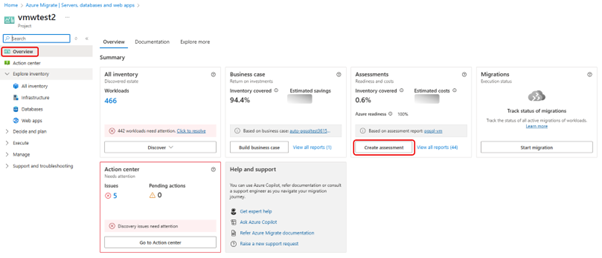 Home > Azure Migrate | Servers, databases and web apps >
vmwtest2 ...
Project
Search
Overview
Action center
Explore inventory
All inventory
Infrastructure
Databases
Web apps
Decide and plan
Execute
Manage
Support and troubleshooting
Overview Documentation Explore more
Summary
All inventory
Discovered estate
Workloads
466
442 workloads need attention. Click to resolve
Discover
Business case
Return on investments
Inventory covered Estimated savings
94.4%
Based on business case
Build business case View all reports (1)
Assessments
Readiness and costs
Inventory covered Estimated costs
0.6%
Azure readiness 100%
Based on assessment report
Create assessment View all reports (44)
Migrations
Execution status
Track status of migrations
Track the status of all active migrations of workloads.
Learn more
Start migration
Action center
Needs attention
Issues Pending actions
5 0
Discovery issues need attention
Go to Action center
Help and support
You can use Azure Copilot, refer documentation or consult
a support engineer as you navigate your migration
journey.
Get expert help
Ask Azure Copilot
Refer Azure Migrate documentation
Raise a new support request